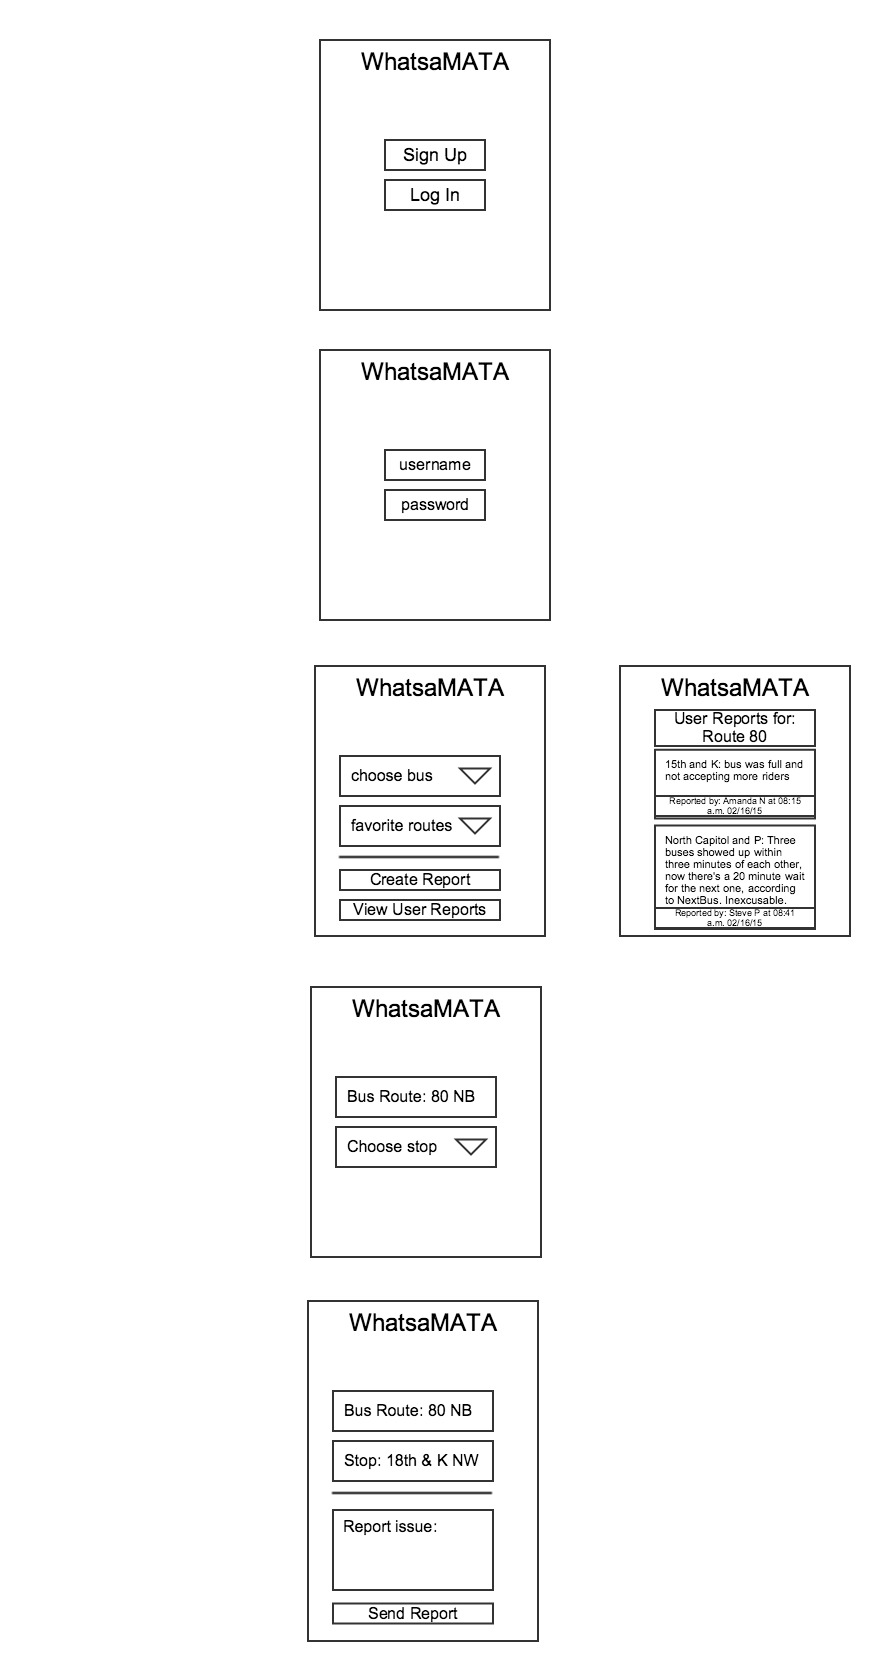 WhatsaMATA
Sign Up
Log In
WhatsaMATA
username
password
WhatsaMATA
choose bus
favorite routes
Create Report
View User Reports
WhatsaMATA
User Reports for:
Route 80
15th and K: bus was full and
not accepting more riders
Reported by: Amanda N at 08:15
a.m. 02/16/15
North Capitol and P: Three
buses showed up within
three minutes of each other,
now there's a 20 minute wait
for the next one, according
to NextBus. Inexcusable.
Reported by: Steve P at 08:41
a.m. 02/16/15
WhatsaMATA
Bus Route: 80 NB
Choose stop
WhatsaMATA
Bus Route: 80 NB
Stop: 18th & K NW
Report issue:
Send Report